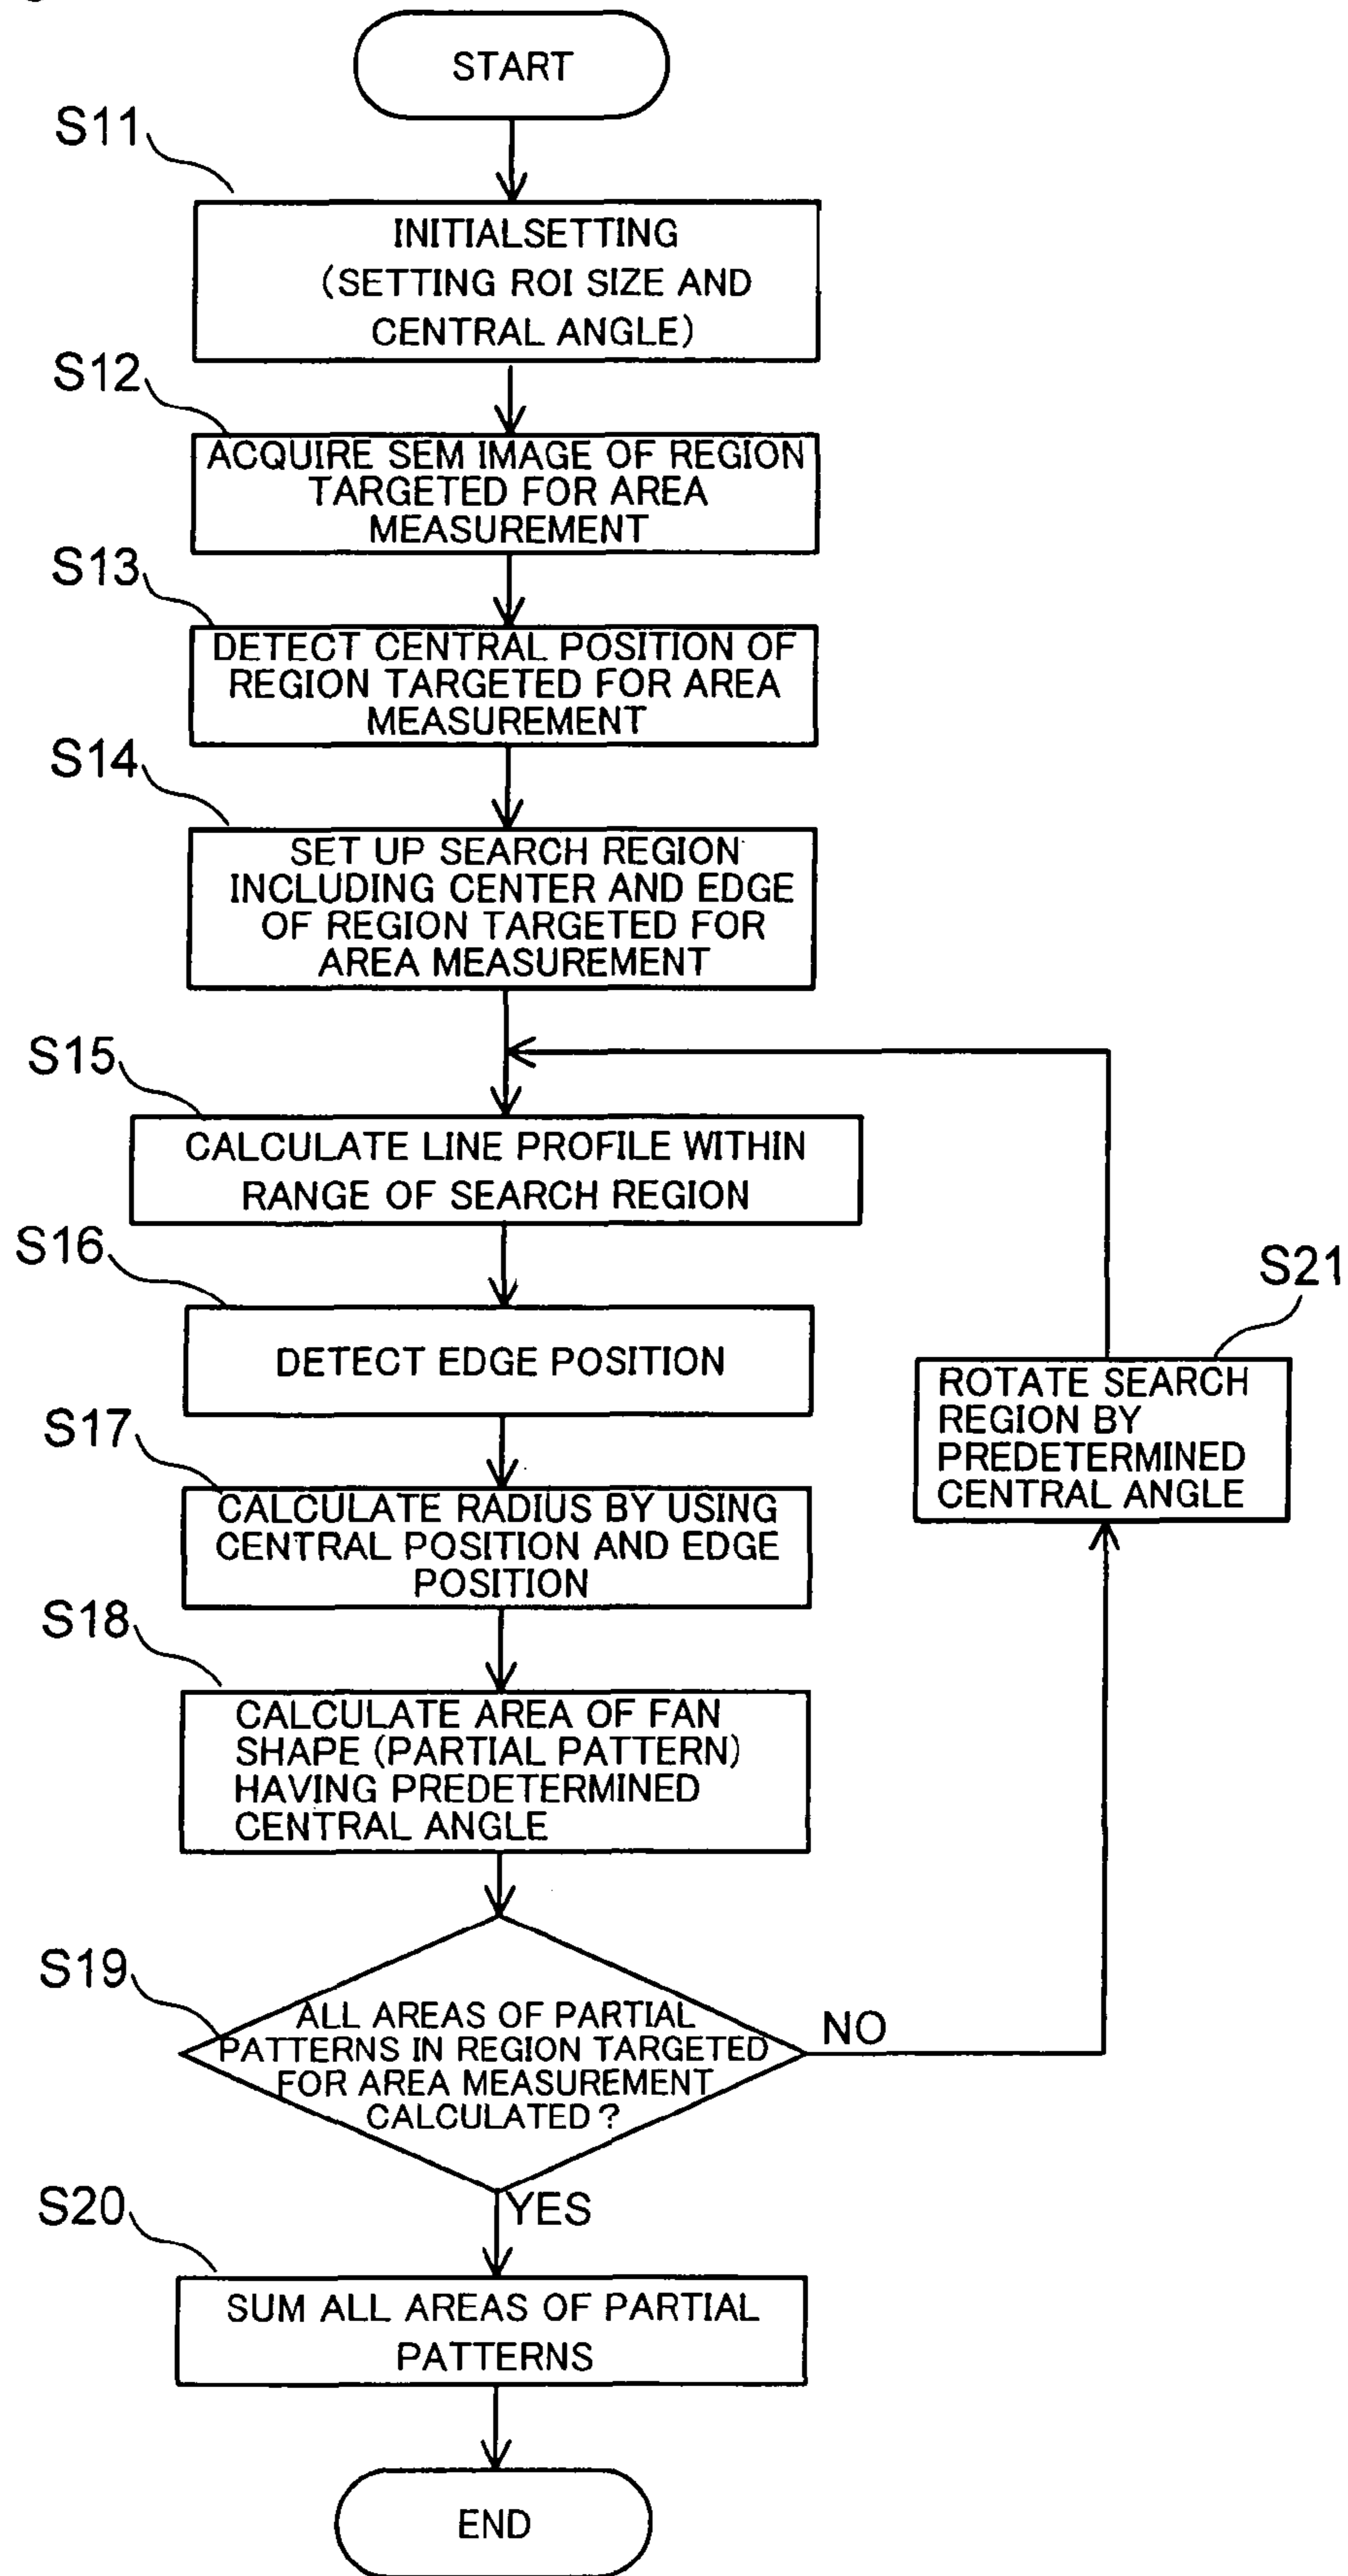 START
S11
INITIALSETTING
(SETTING ROI SIZE AND
CENTRAL ANGLE)
S12
ACQUIRE SEM IMAGE OF REGION
TARGETED FOR AREA
MEASUREMENT
S13
DETECT CENTRAL POSITION OF
REGION TARGETED FOR AREA
MEASUREMENT
S14
SET UP SEARCH REGION
INCLUDING CENTER AND EDGE
OF REGION TARGETED FOR
AREA MEASUREMENT
S15
CALCULATE LINE PROFILE WITHIN
RANGE OF SEARCH REGION
S16
DETECT EDGE POSITION
S21
ROTATE SEARCH
REGION BY
PREDETERMINED
CENTRAL ANGLE
S17
CALCULATE RADIUS BY USING
CENTRAL POSITION AND EDGE
POSITION
S18
CALCULATE AREA OF FAN
SHAPE (PARTIAL PATTERN)
HAVING PREDETERMINED
CENTRAL ANGLE
S19
ALL AREAS OF PARTIAL
PATTERNS IN REGION TARGETED
FOR AREA MEASUREMENT
CALCULATED?
NO
YES
S20
SUM ALL AREAS OF PARTIAL
PATTERNS
END